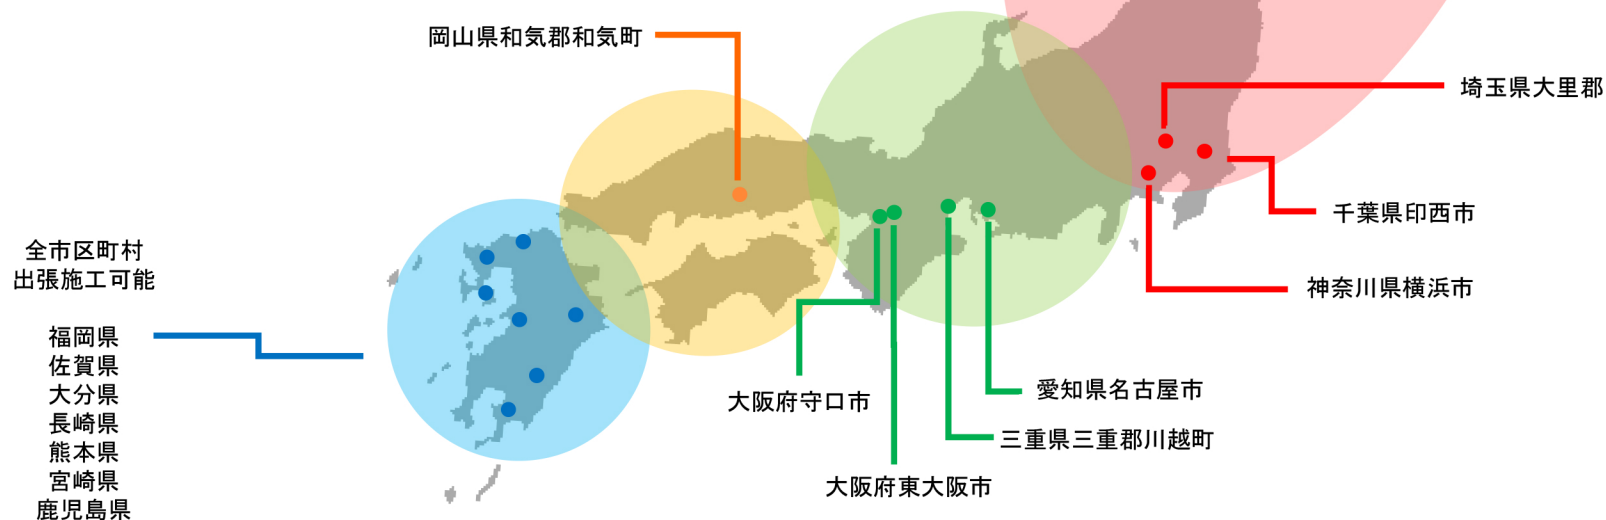 岡山県和気郡和気町
埼玉県大里郡
千葉県印西市
神奈川県横浜市
全市区町村
出張施工可能
福岡県
佐賀県
大分県
長崎県
熊本県
宮崎県
鹿児島県
大阪府守口市
愛知県名古屋市
三重県三重郡川越町
大阪府東大阪市